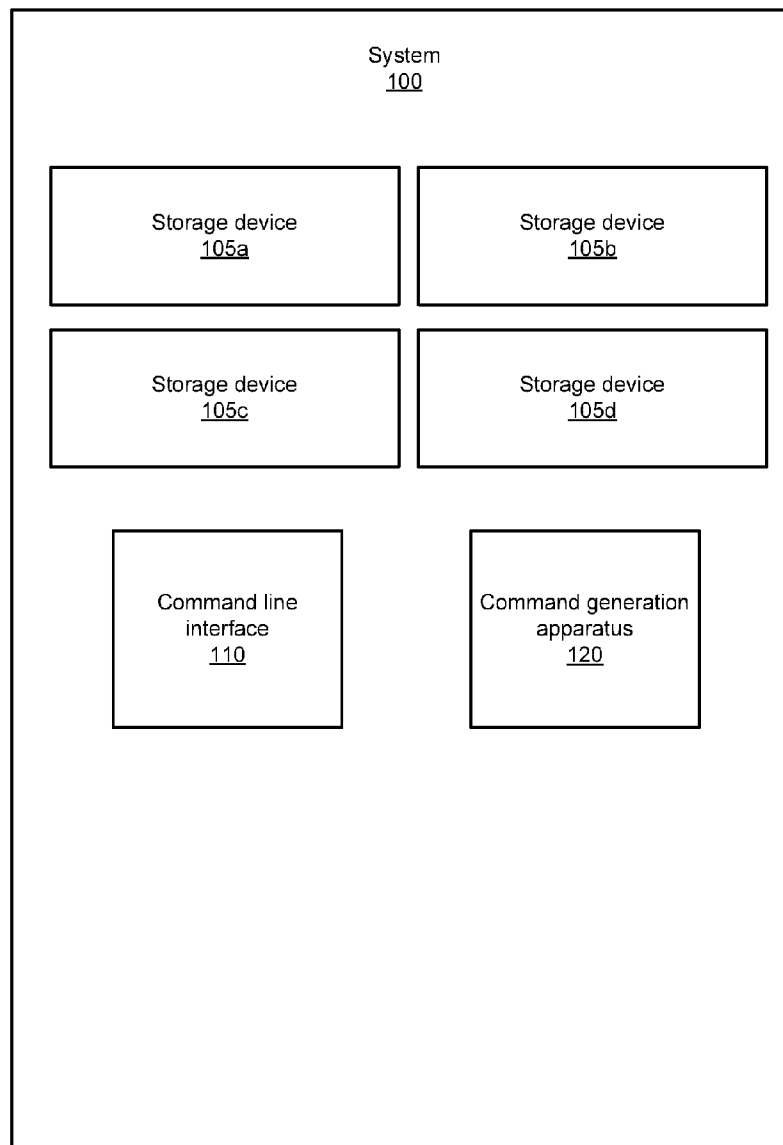 System
100
Storage device
105a
Storage device
105b
Storage device
105c
Storage device
105d
Command line
interface
110
Command generation
apparatus
120